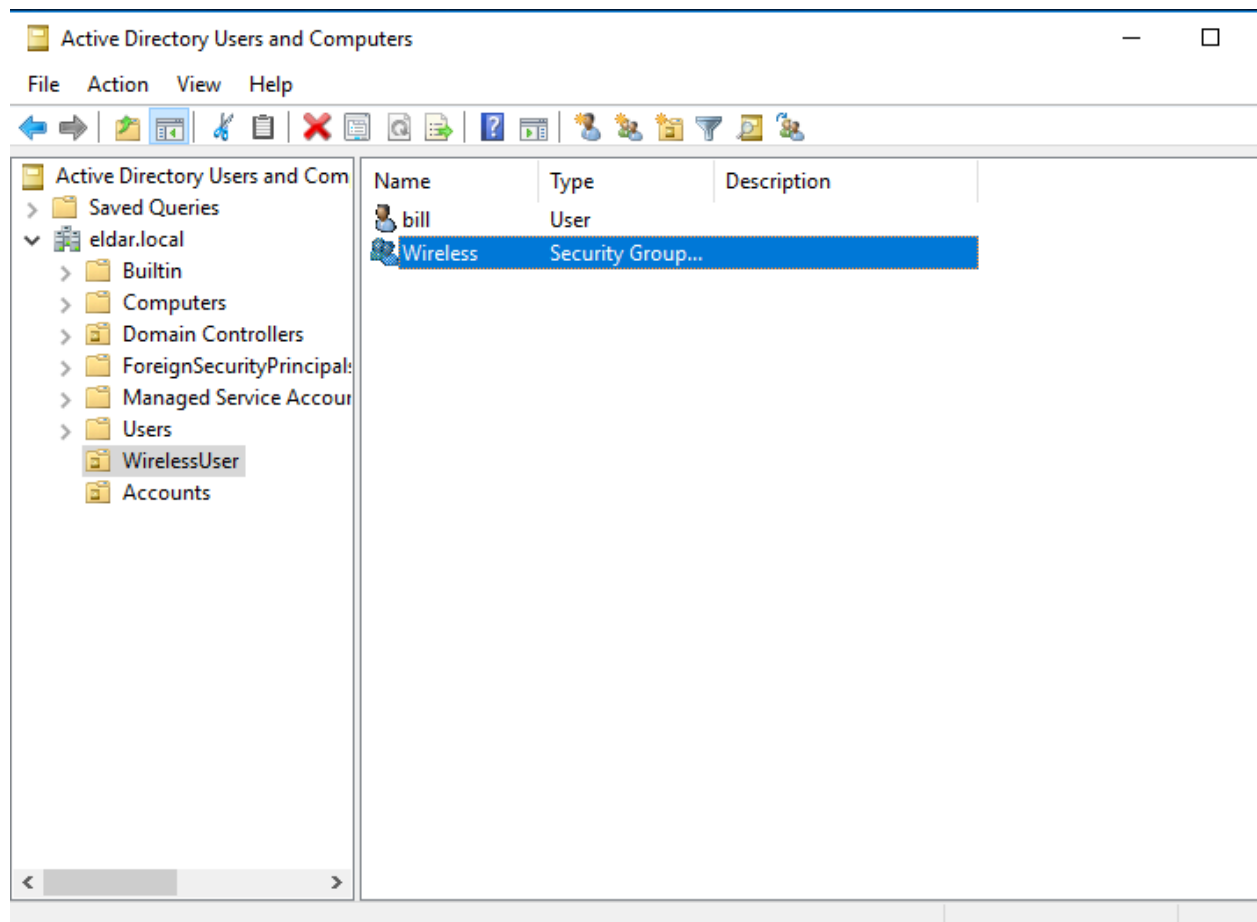 Active Directory Users and Computers
File Action View Help
Active Directory Users and Com
Saved Queries
eldar.local
Builtin
Computers
Domain Controllers
ForeignSecurityPrincipals
Managed Service Accour
Users
WirelessUser
Accounts
Name Type Description
bill User
Wireless Security Group...